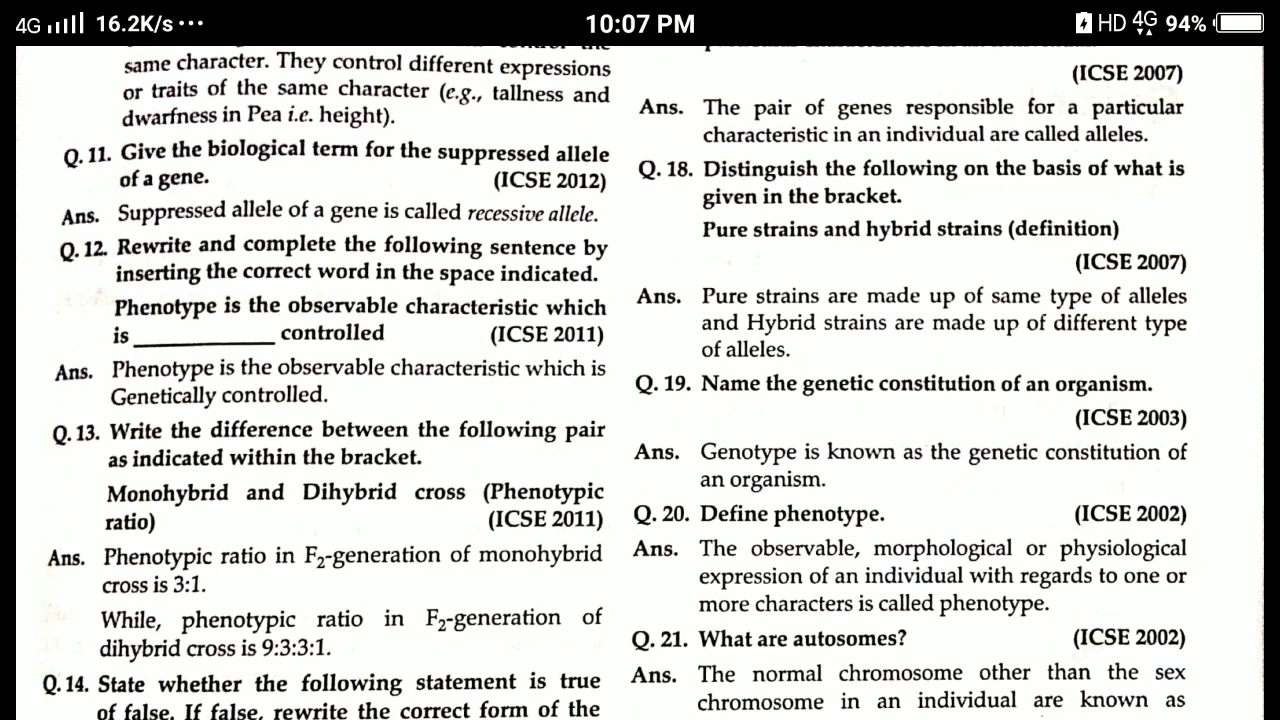 4G 16.2K/s ··· 10:07 PM HD 4G 94%
same character. They control different expressions
or traits of the same character (e.g., tallness and
dwarfness in Pea i.e. height).
Q. 11. Give the biological term for the suppressed allele
of a gene. (ICSE 2012)
Ans. Suppressed allele of a gene is called recessive allele.
Q. 12. Rewrite and complete the following sentence by
inserting the correct word in the space indicated.
Phenotype is the observable characteristic which
is ____________ controlled (ICSE 2011)
Ans. Phenotype is the observable characteristic which is
Genetically controlled.
Q. 13. Write the difference between the following pair
as indicated within the bracket.
Monohybrid and Dihybrid cross (Phenotypic
ratio) (ICSE 2011)
Ans. Phenotypic ratio in F₂-generation of monohybrid
cross is 3:1.
While, phenotypic ratio in F₂-generation of
dihybrid cross is 9:3:3:1.
Q. 14. State whether the following statement is true
of false. If false, rewrite the correct form of the
(ICSE 2007)
Ans. The pair of genes responsible for a particular
characteristic in an individual are called alleles.
Q. 18. Distinguish the following on the basis of what is
given in the bracket.
Pure strains and hybrid strains (definition)
(ICSE 2007)
Ans. Pure strains are made up of same type of alleles
and Hybrid strains are made up of different type
of alleles.
Q. 19. Name the genetic constitution of an organism.
(ICSE 2003)
Ans. Genotype is known as the genetic constitution of
an organism.
Q. 20. Define phenotype. (ICSE 2002)
Ans. The observable, morphological or physiological
expression of an individual with regards to one or
more characters is called phenotype.
Q. 21. What are autosomes? (ICSE 2002)
Ans. The normal chromosome other than the sex
chromosome in an individual are known as